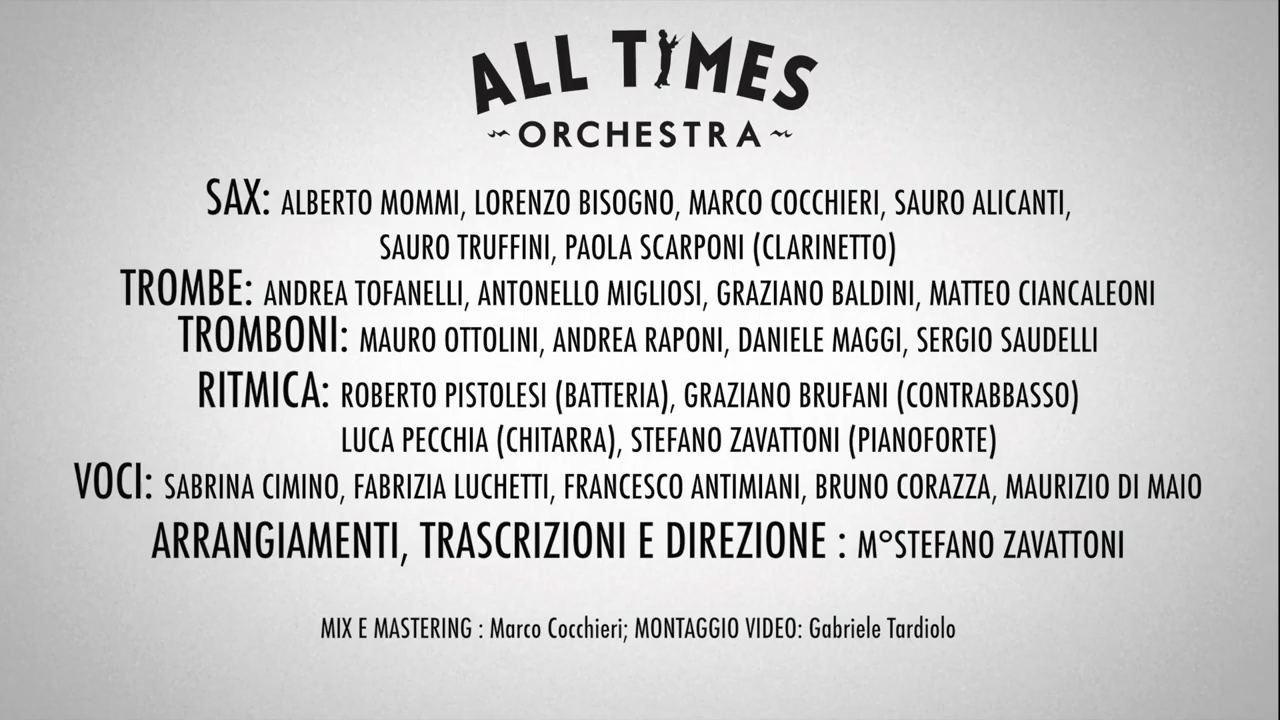 ALL TIMES
ORCHESTRA
SAX: ALBERTO MOMMI, LORENZO BISOGNO, MARCO COCCHIERI, SAURO ALICANTI,
SAURO TRUFFINI, PAOLA SCARPONI (CLARINETTO)
TROMBE: ANDREA TOFANELLI, ANTONELLO MIGLIOSI, GRAZIANO BALDINI, MATTEO CIANCALEONI
TROMBONI: MAURO OTTOLINI, ANDREA RAPONI, DANIELE MAGGI, SERGIO SAUDELLI
RITMICA: ROBERTO PISTOLESI (BATTERIA), GRAZIANO BRUFANI (CONTRABBASSO)
LUCA PECCHIA (CHITARRA), STEFANO ZAVATTONI (PIANOFORTE)
VOCI: SABRINA CIMINO, FABRIZIA LUCHETTI, FRANCESCO ANTIMIANI, BRUNO CORAZZA, MAURIZIO DI MAIO
ARRANGIAMENTI, TRASCRIZIONI E DIREZIONE : M°STEFANO ZAVATTONI
MIX E MASTERING : Marco Cocchieri; MONTAGGIO VIDEO: Gabriele Tardiolo